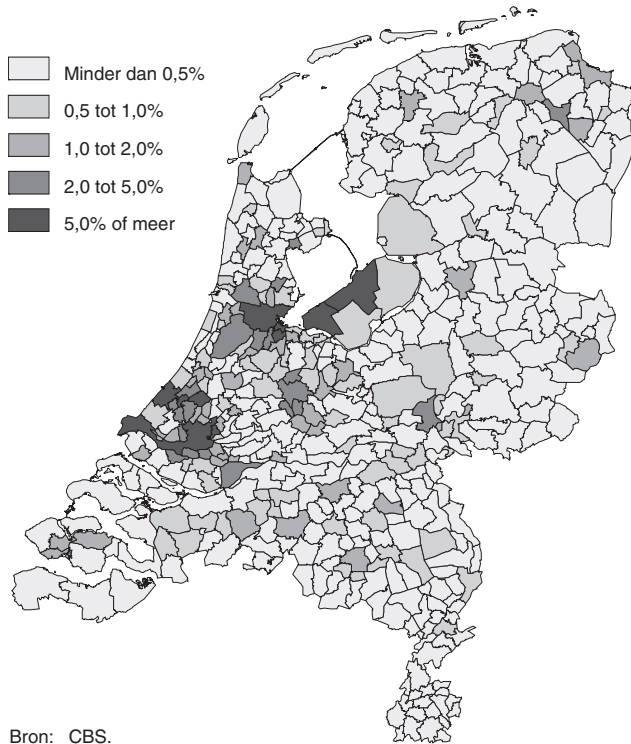 Minder dan 0,5%
0,5 tot 1,0%
1,0 tot 2,0%
2,0 tot 5,0%
5,0% of meer
Bron: CBS.